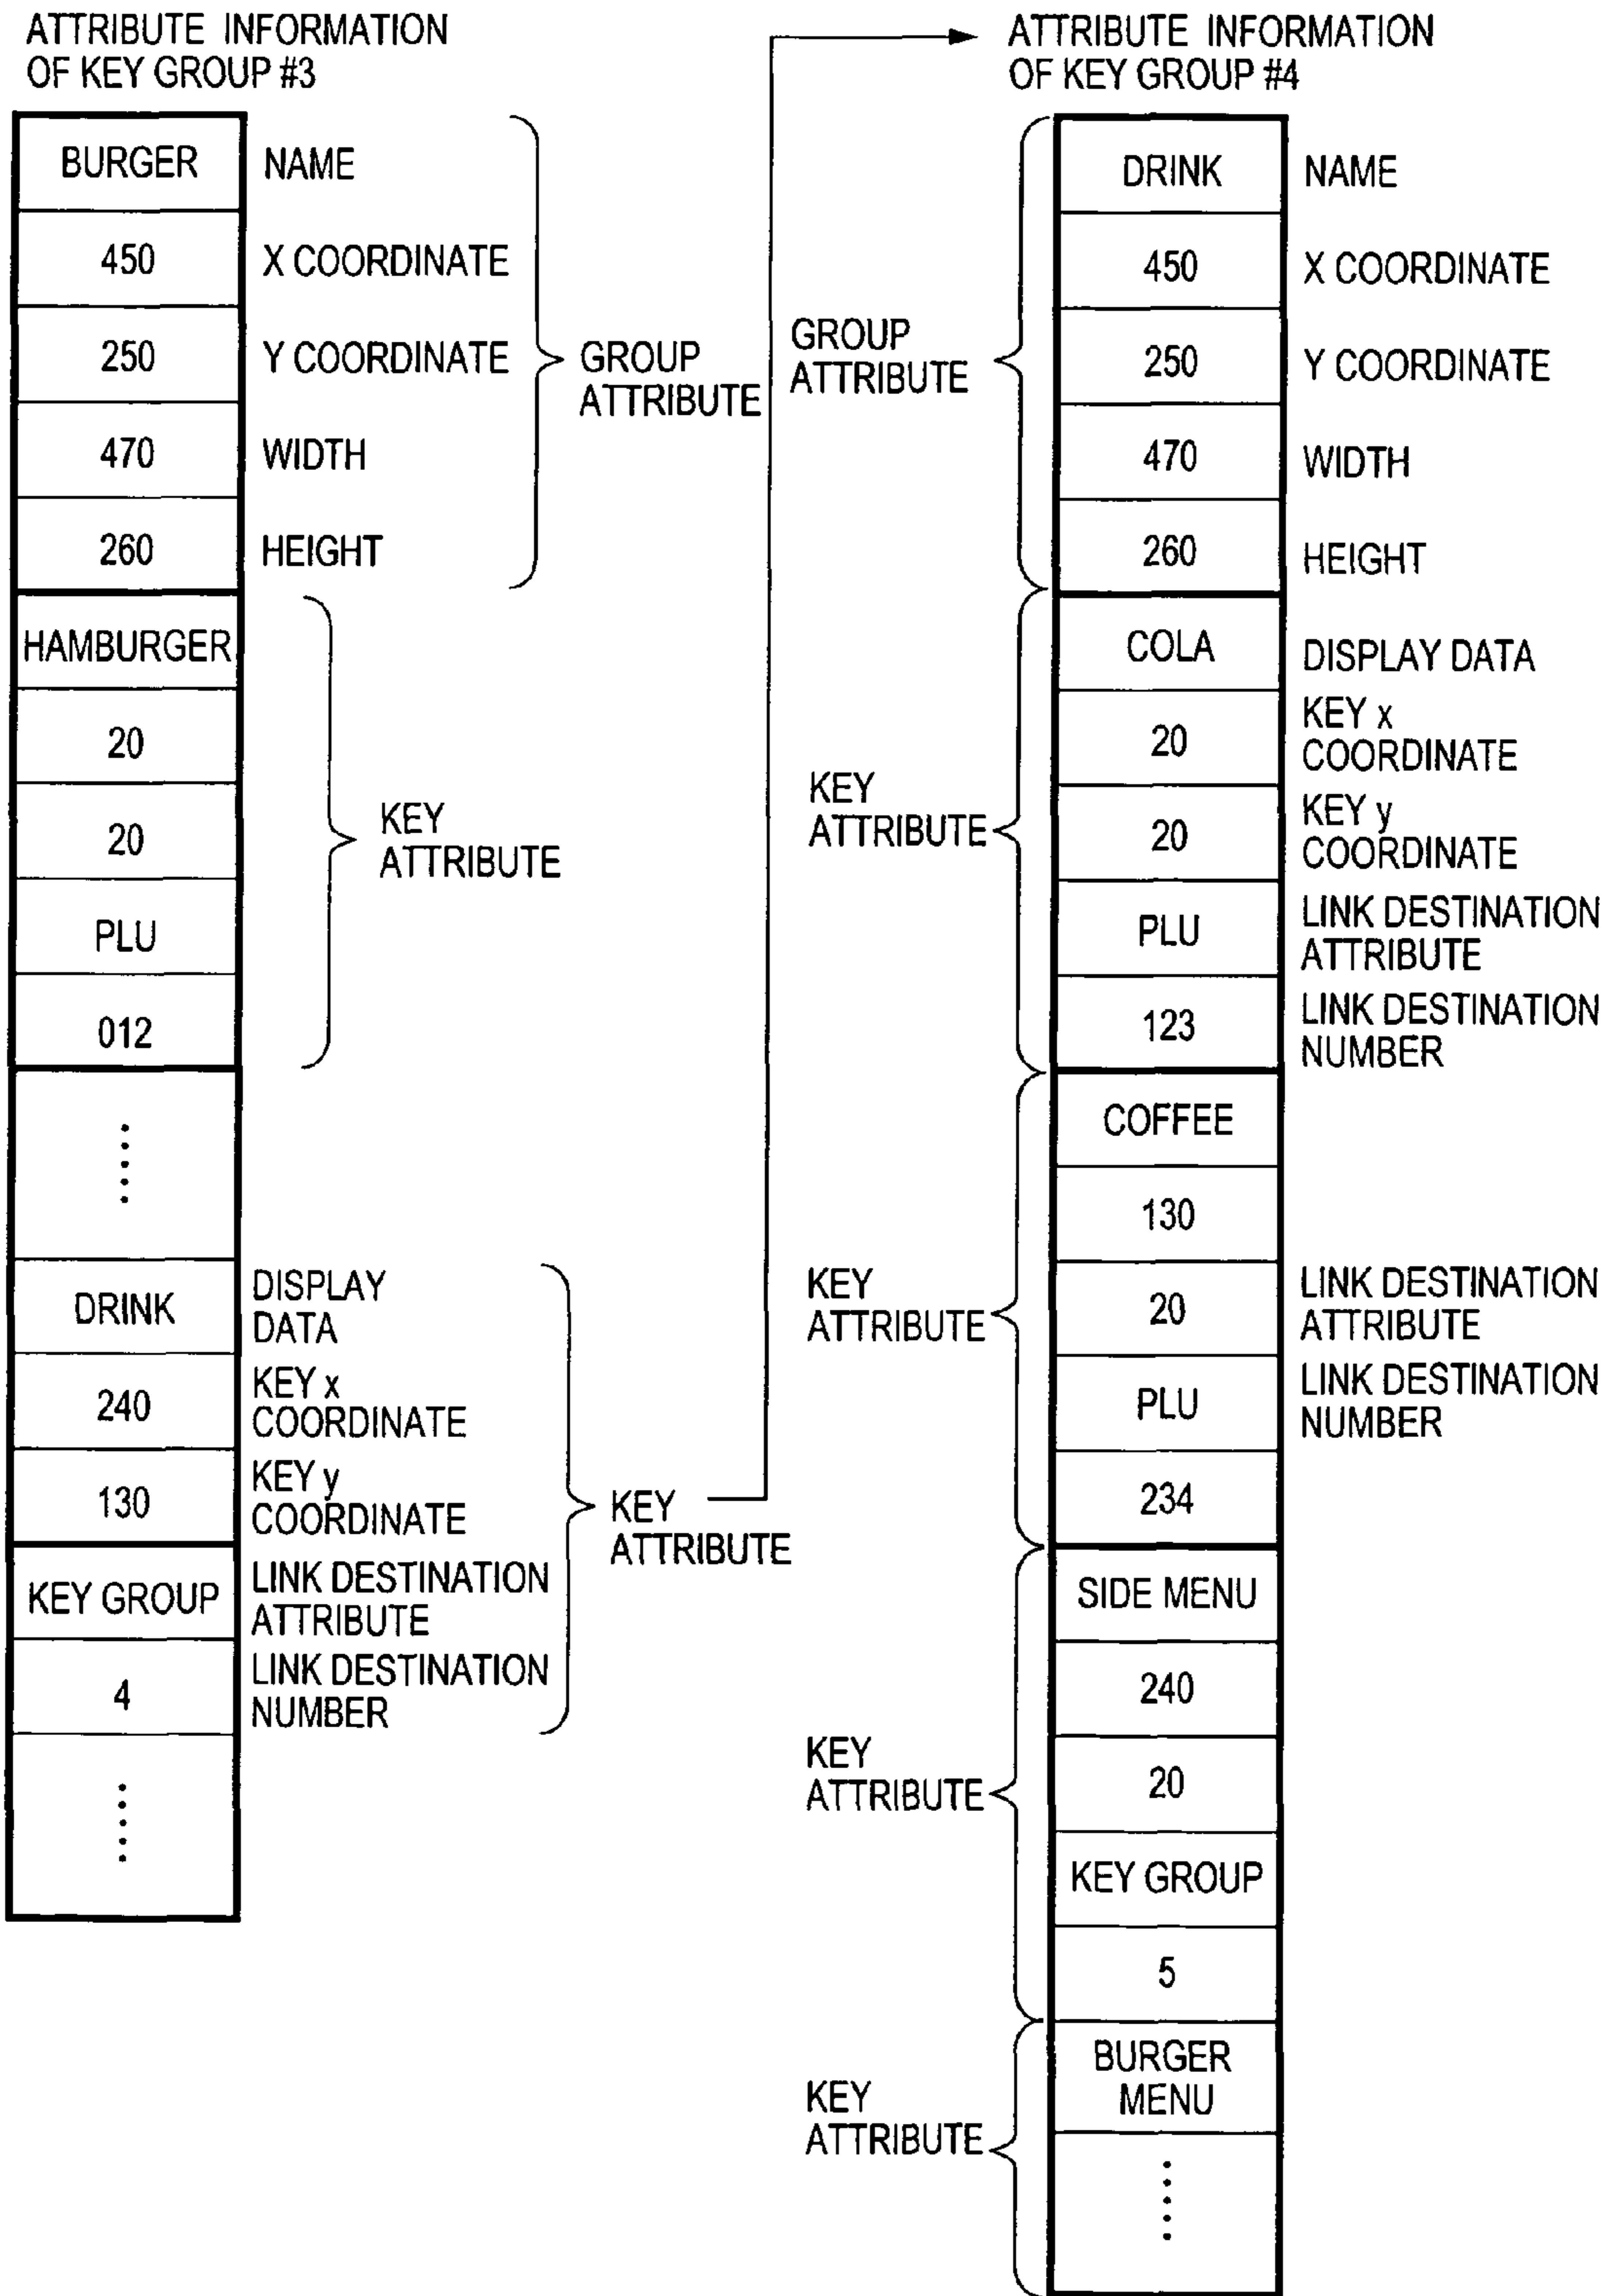 ATTRIBUTE INFORMATION
OF KEY GROUP #3
BURGER
NAME
450
X COORDINATE
250
Y COORDINATE
470
WIDTH
260
HEIGHT
GROUP
ATTRIBUTE
HAMBURGER
20
20
PLU
012
KEY
ATTRIBUTE
DRINK
DISPLAY
DATA
240
KEY x
COORDINATE
130
KEY y
COORDINATE
KEY GROUP
LINK DESTINATION
ATTRIBUTE
4
LINK DESTINATION
NUMBER
KEY
ATTRIBUTE
ATTRIBUTE INFORMATION
OF KEY GROUP #4
GROUP
ATTRIBUTE
DRINK
NAME
450
X COORDINATE
250
Y COORDINATE
470
WIDTH
260
HEIGHT
KEY
ATTRIBUTE
COLA
DISPLAY DATA
20
KEY x
COORDINATE
20
KEY y
COORDINATE
PLU
LINK DESTINATION
ATTRIBUTE
123
LINK DESTINATION
NUMBER
KEY
ATTRIBUTE
COFFEE
130
20
LINK DESTINATION
ATTRIBUTE
PLU
LINK DESTINATION
NUMBER
234
KEY
ATTRIBUTE
SIDE MENU
240
20
KEY GROUP
5
KEY
ATTRIBUTE
BURGER
MENU